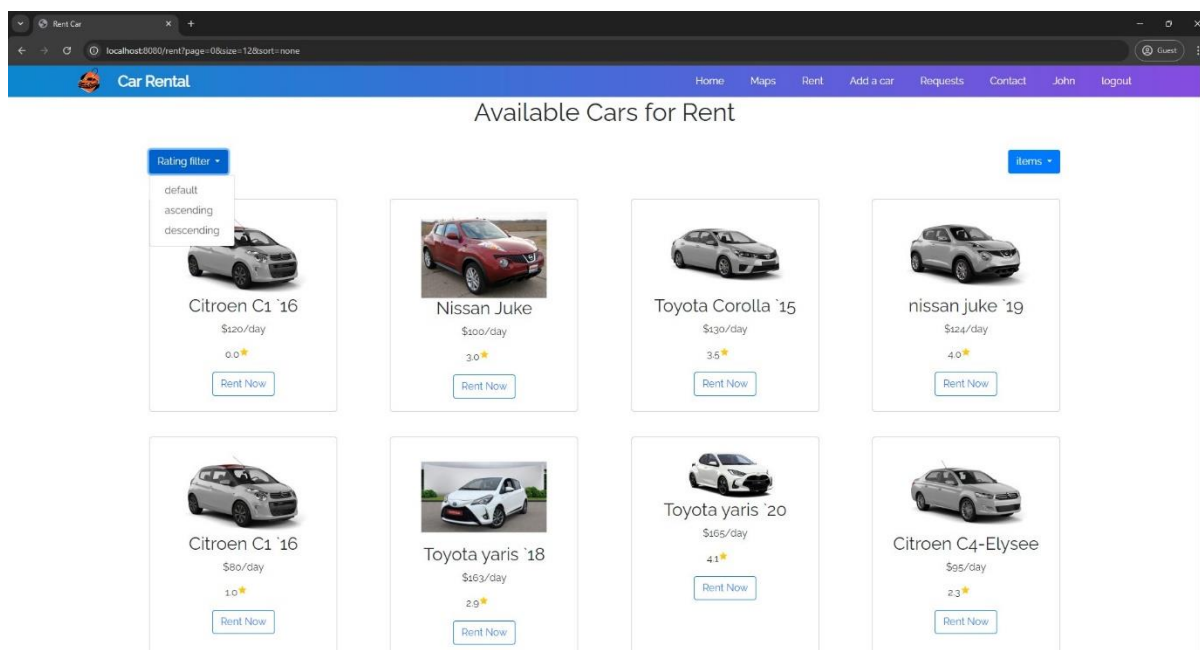 Rent Car
localhost:8080/rent?page=0&size=12&sort=none
Guest
Car Rental
Home Maps Rent Add a car Requests Contact John logout
Available Cars for Rent
Rating filter
items
default
ascending
descending
Citroen C1 `16
$120/day
0.0
Rent Now
Nissan Juke
$100/day
3.0
Rent Now
Toyota Corolla `15
$130/day
3.5
Rent Now
nissan juke `19
$124/day
4.0
Rent Now
Citroen C1 `16
$80/day
1.0
Rent Now
Toyota yaris `18
$163/day
2.9
Rent Now
Toyota yaris `20
$165/day
4.1
Rent Now
Citroen C4-Elysee
$95/day
2.3
Rent Now